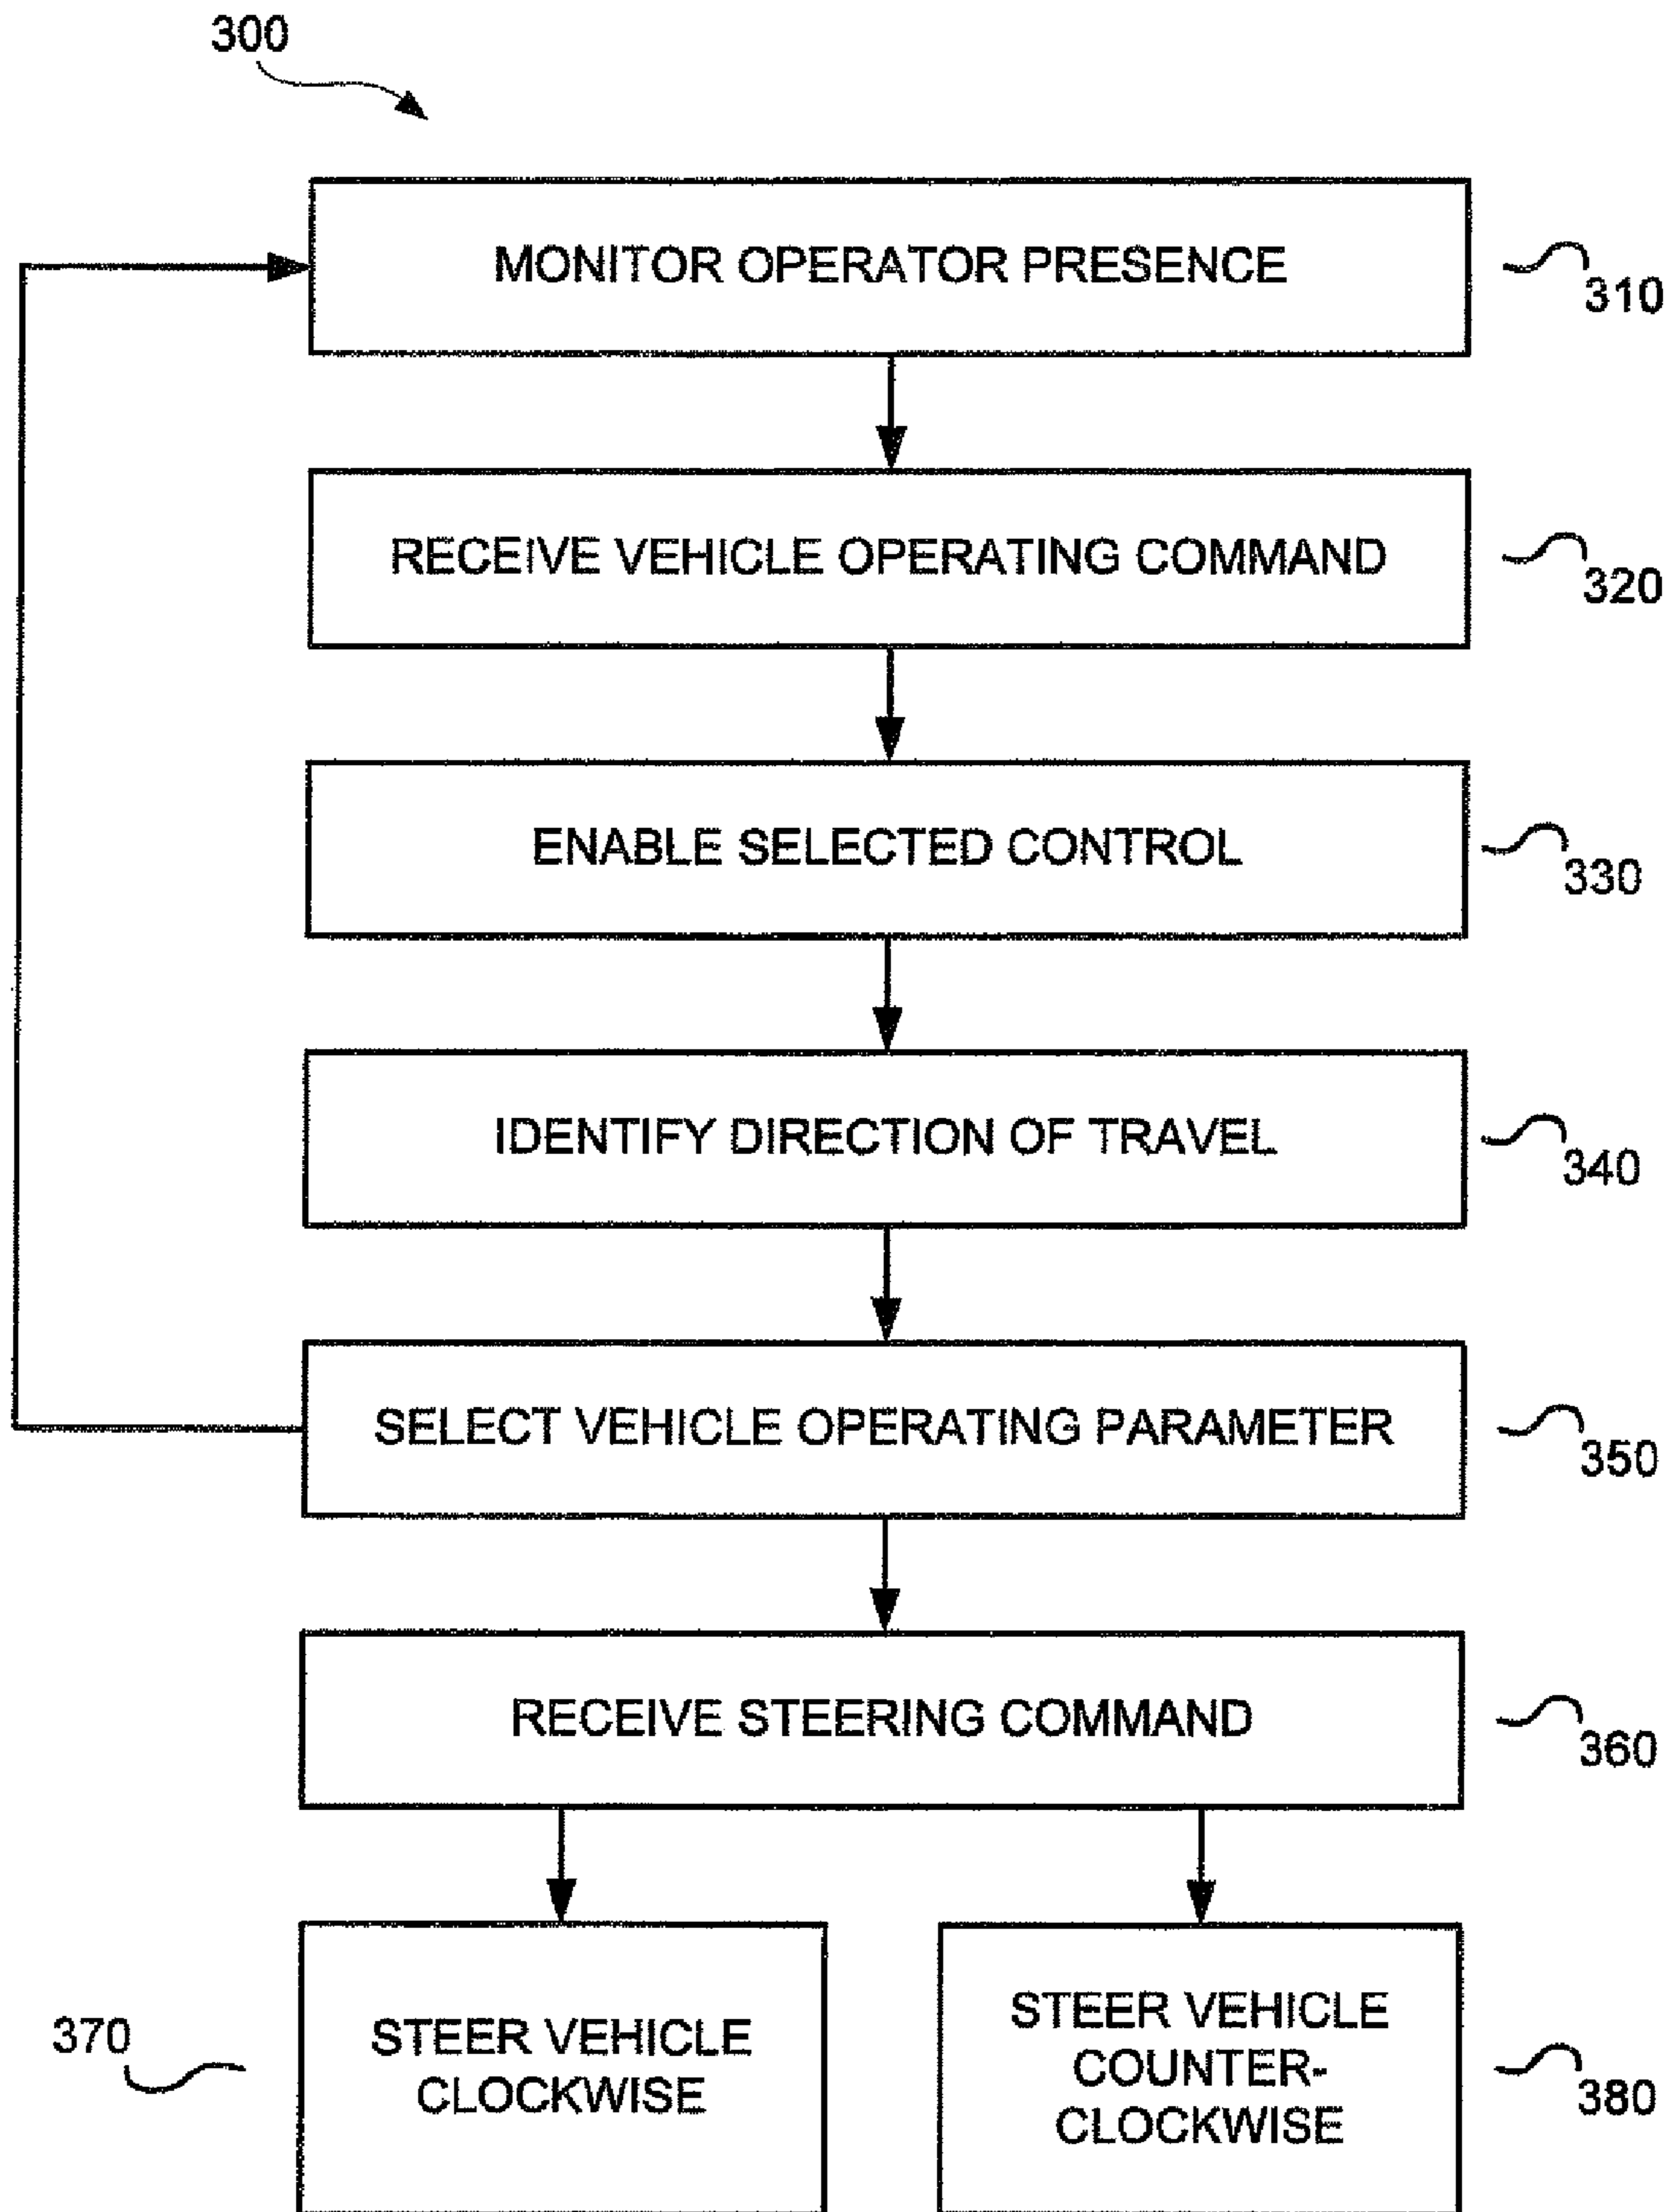 300
MONITOR OPERATOR PRESENCE
310
RECEIVE VEHICLE OPERATING COMMAND
320
ENABLE SELECTED CONTROL
330
IDENTIFY DIRECTION OF TRAVEL
340
SELECT VEHICLE OPERATING PARAMETER
350
RECEIVE STEERING COMMAND
360
370
STEER VEHICLE
CLOCKWISE
STEER VEHICLE
COUNTER-
CLOCKWISE
380